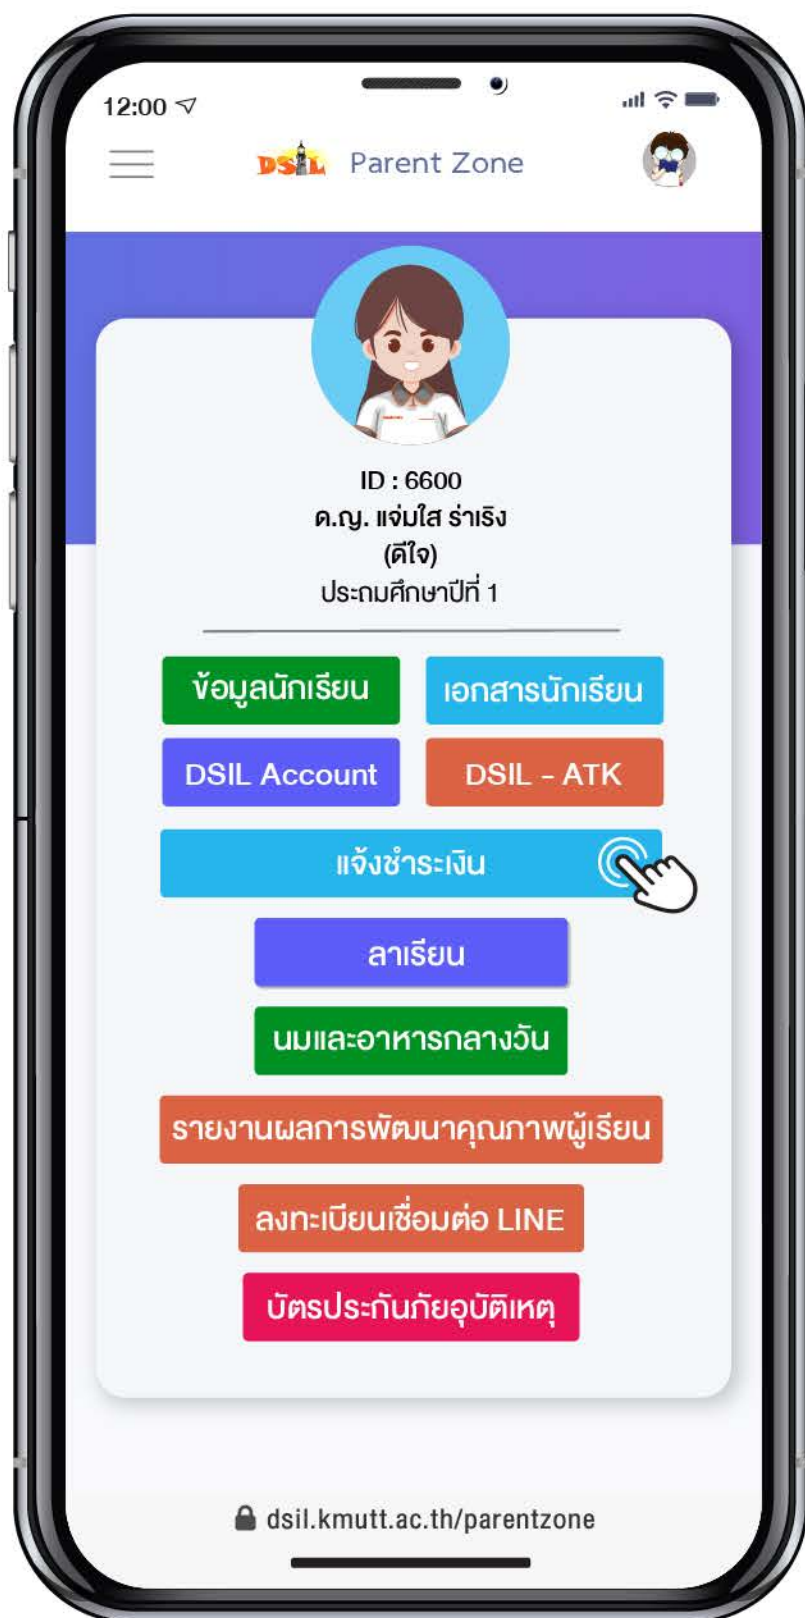 12:00
DSIL Parent Zone
ID : 6600
ด.ญ. แจ่มใส ร่าเริง
(ดีใจ)
ประถมศึกษาปีที่ 1
ข้อมูลนักเรียน
เอกสารนักเรียน
DSIL Account
DSIL - ATK
แจ้งชำระเงิน
ลาเรียน
นมและอาหารกลางวัน
รายงานผลการพัฒนาคุณภาพผู้เรียน
ลงทะเบียนเชื่อมต่อ LINE
บัตรประกันภัยอุบัติเหตุ
dsil.kmutt.ac.th/parentzone